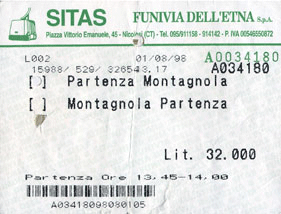 SITAS FUNIVIA DELL'ETNA S.p.A.
Piazza Vittorio Emanuele, 45 - Nicolosi (CT) - Tel. 095/911158 - 914142 - P. IVA 00546550872
L002 01/08/98 A0034180
15988/ 529/ 326543.17 A034180
[ ] Partenza Montagnola
[ ] Montagnola Partenza
Lit. 32.000
Partenza Ore 13,45-14,00
A03418098080105